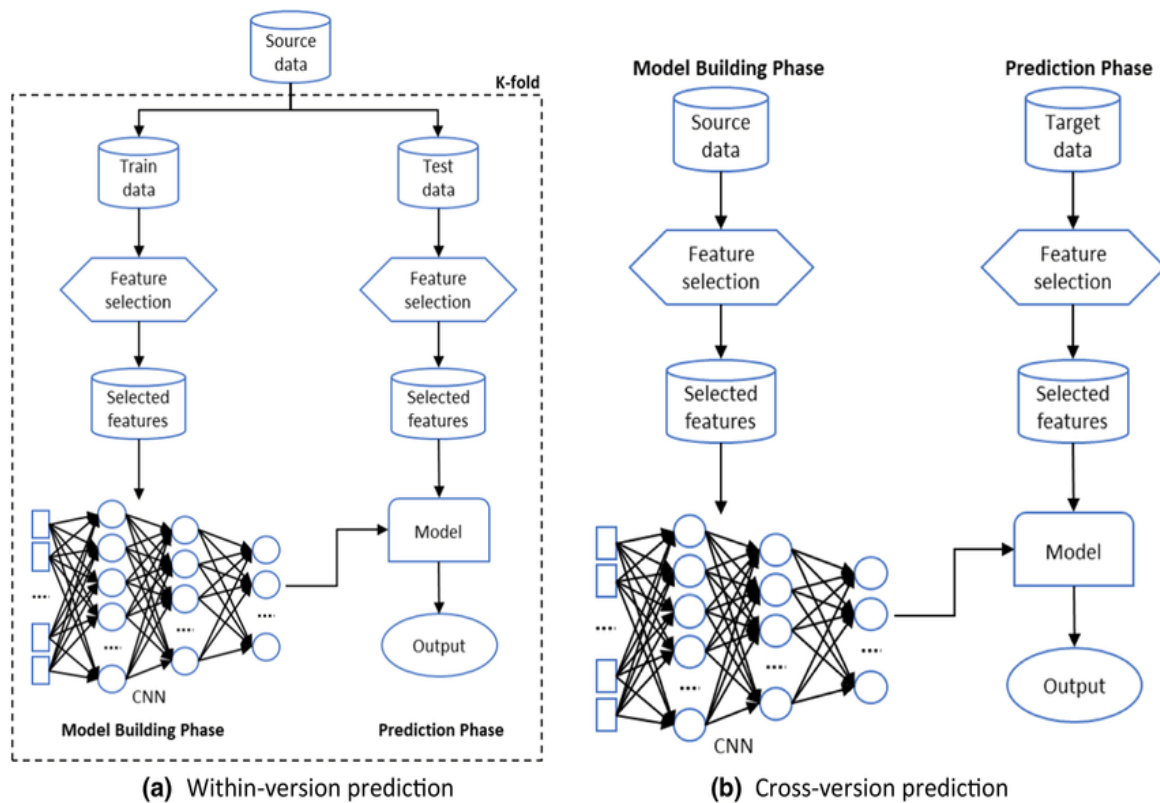 Source
data
K-fold
Train
data
Test
data
Feature
selection
Feature
selection
Selected
features
Selected
features
....
....
....
....
....
CNN
Model
Output
Model Building Phase
Prediction Phase
(a) Within-version prediction
Model Building Phase
Prediction Phase
Source
data
Target
data
Feature
selection
Feature
selection
Selected
features
Selected
features
....
....
....
....
CNN
Model
Output
(b) Cross-version prediction